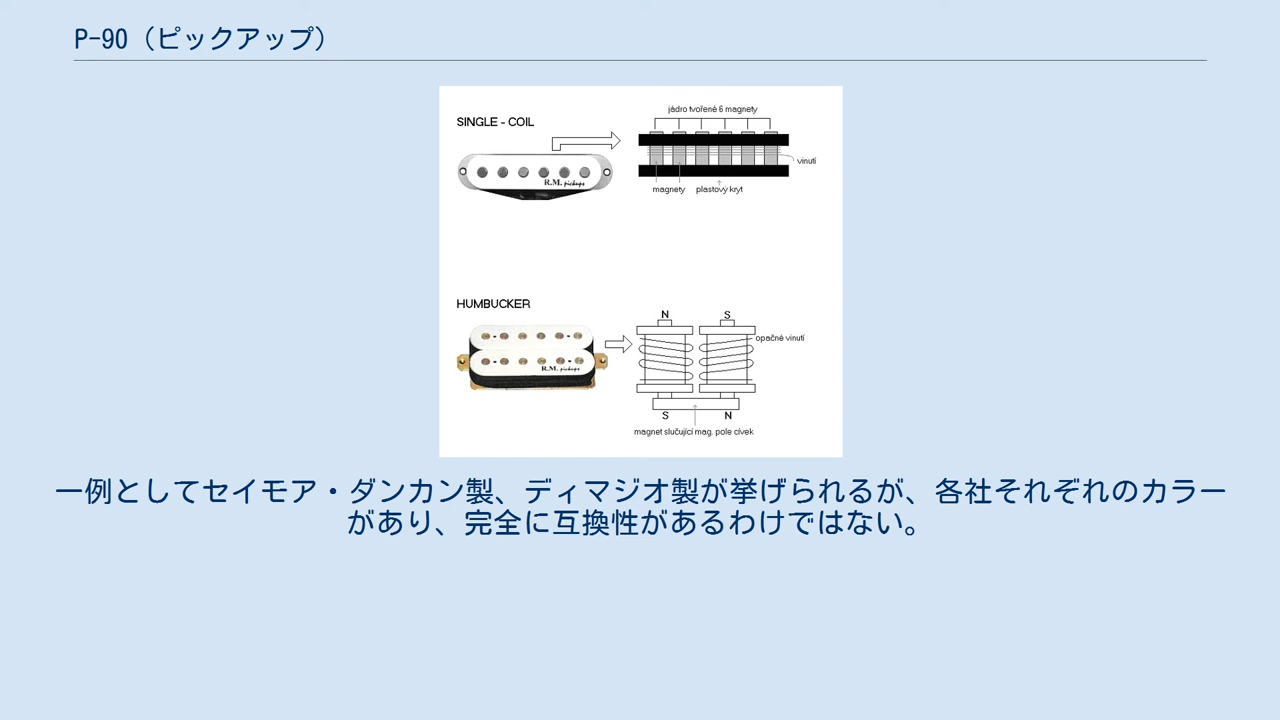 P-90（ピックアップ）
SINGLE - COIL
jádro tvořené 6 magnety
vinutí
R.M. pickups
magnety
plastový kryt
HUMBUCKER
N
S
opačné vinutí
R.M. pickups
S
N
magnet slučující mag. pole cívek
一例としてセイモア・ダンカン製、ディマジオ製が挙げられるが、各社それぞれのカラー
があり、完全に互換性があるわけではない。